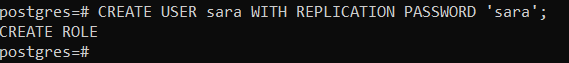 postgres=# CREATE USER sara WITH REPLICATION PASSWORD 'sara';
CREATE ROLE
postgres=#